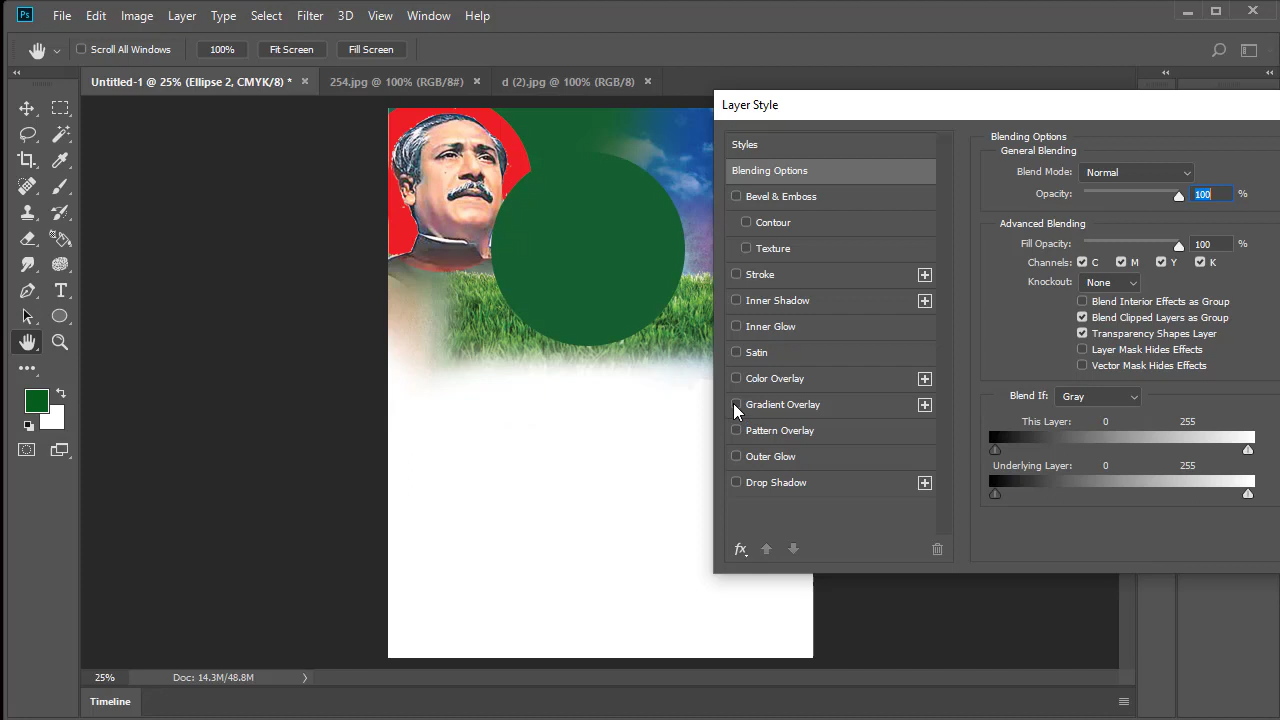 Ps File Edit Image Layer Type Select Filter 3D View Window Help
Scroll All Windows 100% Fit Screen Fill Screen
Untitled-1 @ 25% (Ellipse 2, CMYK/8) * 254.jpg @ 100% (RGB/8#) d (2).jpg @ 100% (RGB/8)
Layer Style
Styles
Blending Options
Bevel & Emboss
Contour
Texture
Stroke
Inner Shadow
Inner Glow
Satin
Color Overlay
Gradient Overlay
Pattern Overlay
Outer Glow
Drop Shadow
fx
Blending Options
General Blending
Blend Mode: Normal
Opacity: 100 %
Advanced Blending
Fill Opacity: 100 %
Channels: C M Y K
Knockout: None
Blend Interior Effects as Group
Blend Clipped Layers as Group
Transparency Shapes Layer
Layer Mask Hides Effects
Vector Mask Hides Effects
Blend If: Gray
This Layer: 0 255
Underlying Layer: 0 255
25% Doc: 14.3M/48.8M
Timeline